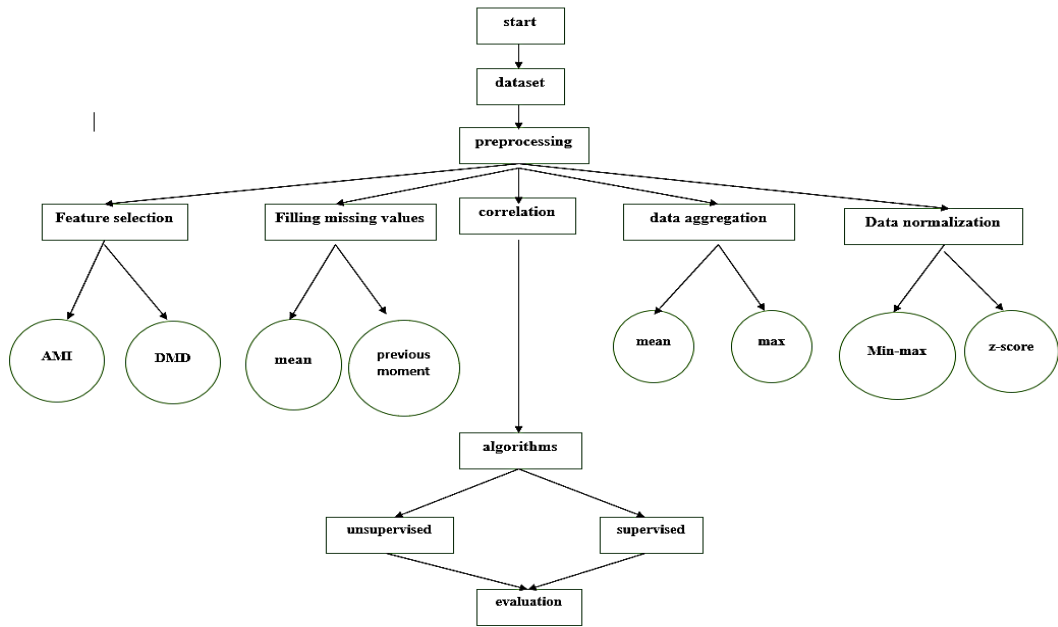 start
dataset
preprocessing
Feature selection
Filling missing values
correlation
data aggregation
Data normalization
AMI
DMD
mean
previous
moment
mean
max
Min-max
z-score
algorithms
unsupervised
supervised
evaluation